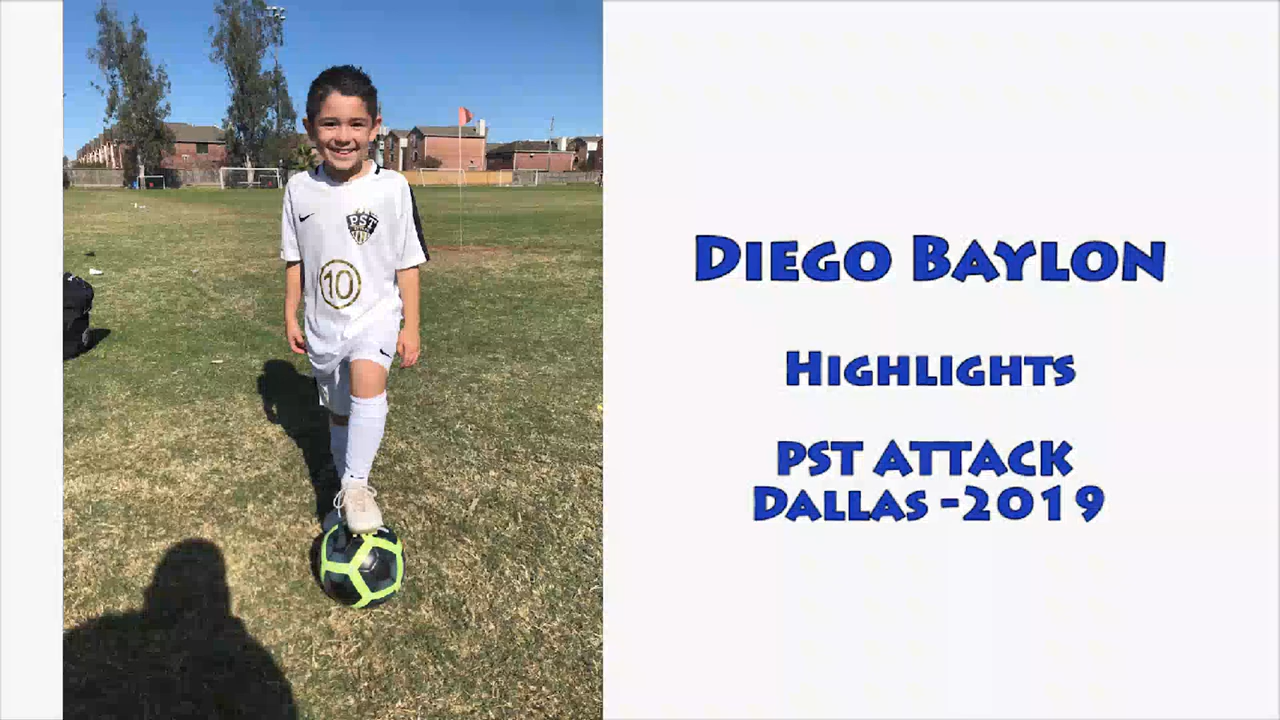 PST
10
Diego Baylon
Highlights
PST ATTACK
Dallas -2019